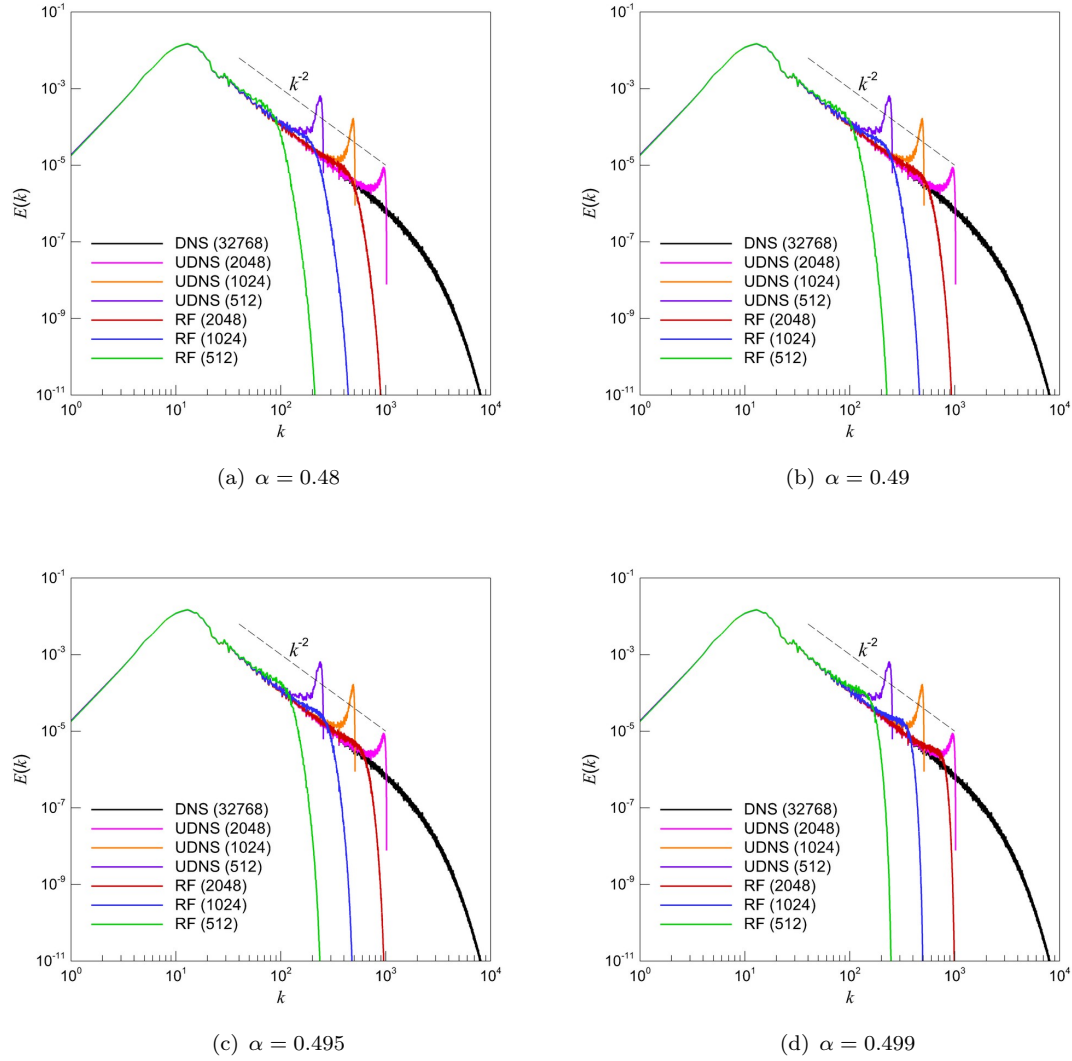 10^-1
10^-3
10^-5
10^-7
10^-9
10^-11
E(k)
k^-2
DNS (32768)
UDNS (2048)
UDNS (1024)
UDNS (512)
RF (2048)
RF (1024)
RF (512)
10^0 10^1 10^2 10^3 10^4
k
(a) α = 0.48
10^-1
10^-3
10^-5
10^-7
10^-9
10^-11
E(k)
k^-2
DNS (32768)
UDNS (2048)
UDNS (1024)
UDNS (512)
RF (2048)
RF (1024)
RF (512)
10^0 10^1 10^2 10^3 10^4
k
(b) α = 0.49
10^-1
10^-3
10^-5
10^-7
10^-9
10^-11
E(k)
k^-2
DNS (32768)
UDNS (2048)
UDNS (1024)
UDNS (512)
RF (2048)
RF (1024)
RF (512)
10^0 10^1 10^2 10^3 10^4
k
(c) α = 0.495
10^-1
10^-3
10^-5
10^-7
10^-9
10^-11
E(k)
k^-2
DNS (32768)
UDNS (2048)
UDNS (1024)
UDNS (512)
RF (2048)
RF (1024)
RF (512)
10^0 10^1 10^2 10^3 10^4
k
(d) α = 0.499